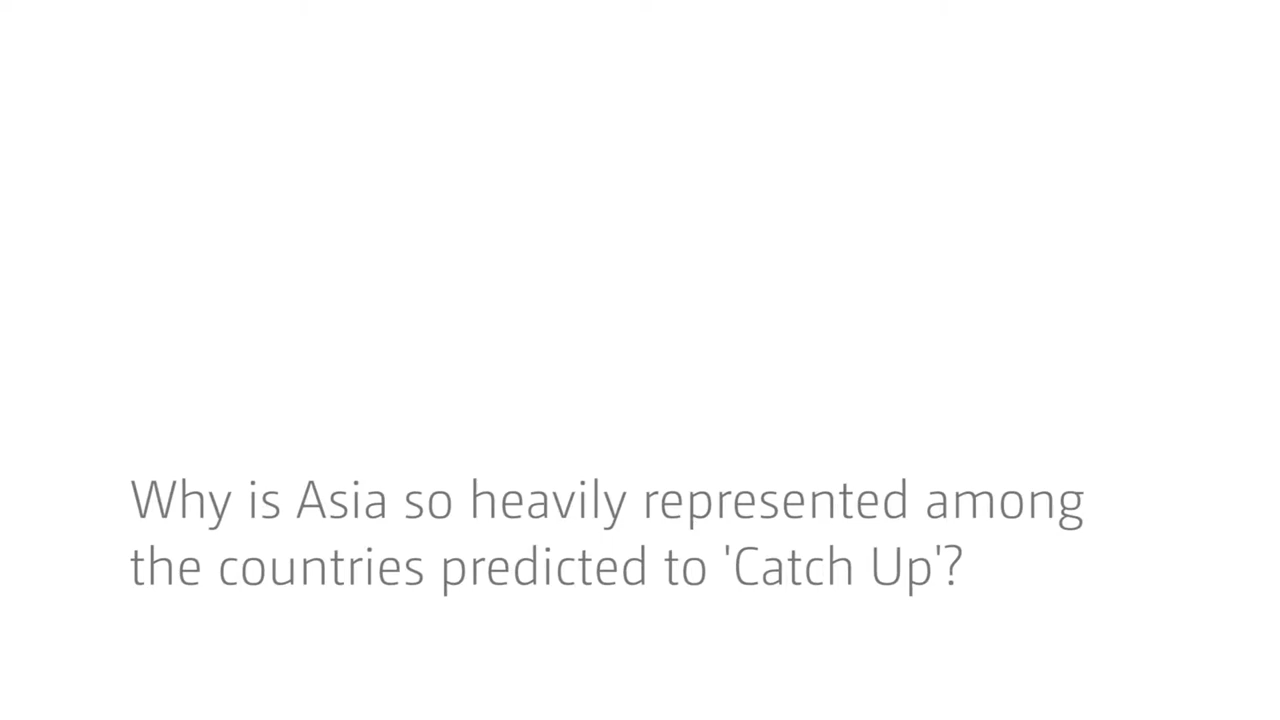 Why is Asia so heavily represented among
the countries predicted to 'Catch Up'?